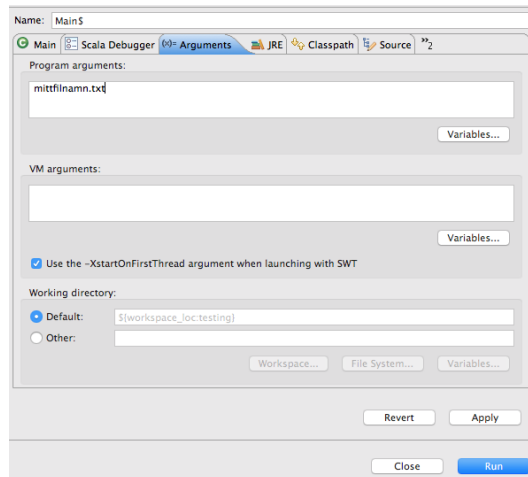 Name: Main$
Main Scala Debugger (x)= Arguments JRE Classpath Source »2
Program arguments:
mittfilnamn.txt
Variables...
VM arguments:
Variables...
Use the -XstartOnFirstThread argument when launching with SWT
Working directory:
Default: ${workspace_loc:testing}
Other:
Workspace... File System... Variables...
Revert Apply
Close Run